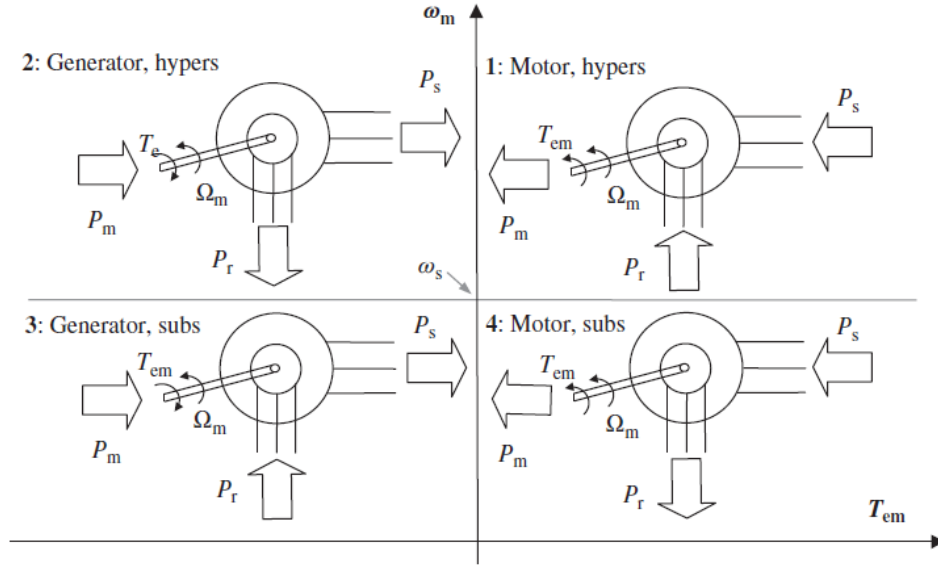 ωm
2: Generator, hypers
Ps
Te
Ωm
Pm
Pr
1: Motor, hypers
Ps
Tem
Ωm
Pm
Pr
ωs
3: Generator, subs
Ps
Tem
Ωm
Pm
Pr
4: Motor, subs
Ps
Tem
Ωm
Pm
Pr
Tem